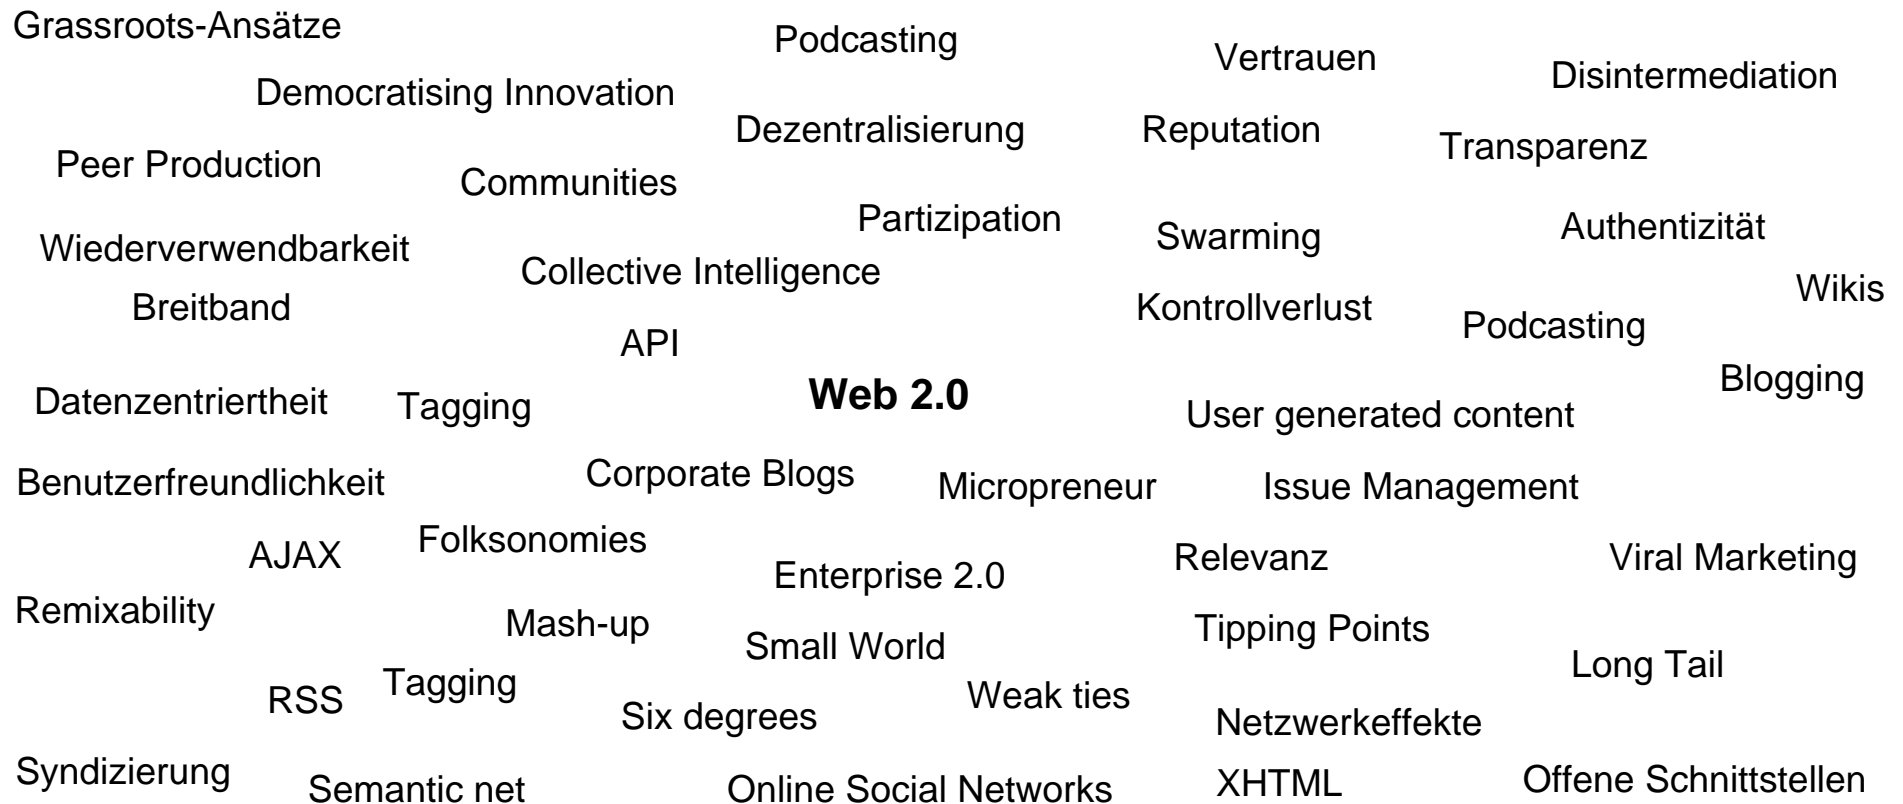 Grassroots-Ansätze
Podcasting
Vertrauen
Disintermediation
Democratising Innovation
Dezentralisierung
Reputation
Transparenz
Peer Production
Communities
Partizipation
Swarming
Authentizität
Wiederverwendbarkeit
Collective Intelligence
Wikis
Breitband
Kontrollverlust
Podcasting
API
Blogging
Datenzentriertheit
Tagging
Web 2.0
User generated content
Benutzerfreundlichkeit
Corporate Blogs
Micropreneur
Issue Management
AJAX
Folksonomies
Enterprise 2.0
Relevanz
Viral Marketing
Remixability
Mash-up
Small World
Tipping Points
Long Tail
RSS
Tagging
Six degrees
Weak ties
Netzwerkeffekte
Syndizierung
Semantic net
Online Social Networks
XHTML
Offene Schnittstellen